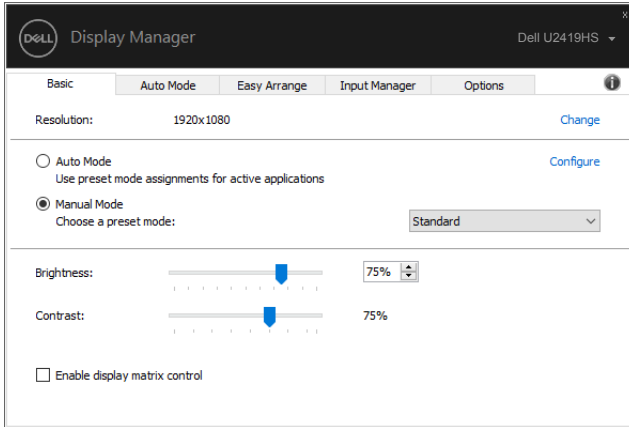 x
DELL Display Manager Dell U2419HS
Basic Auto Mode Easy Arrange Input Manager Options i
Resolution: 1920x1080 Change
Auto Mode Configure
Use preset mode assignments for active applications
Manual Mode
Choose a preset mode: Standard
Brightness: 75%
Contrast: 75%
Enable display matrix control